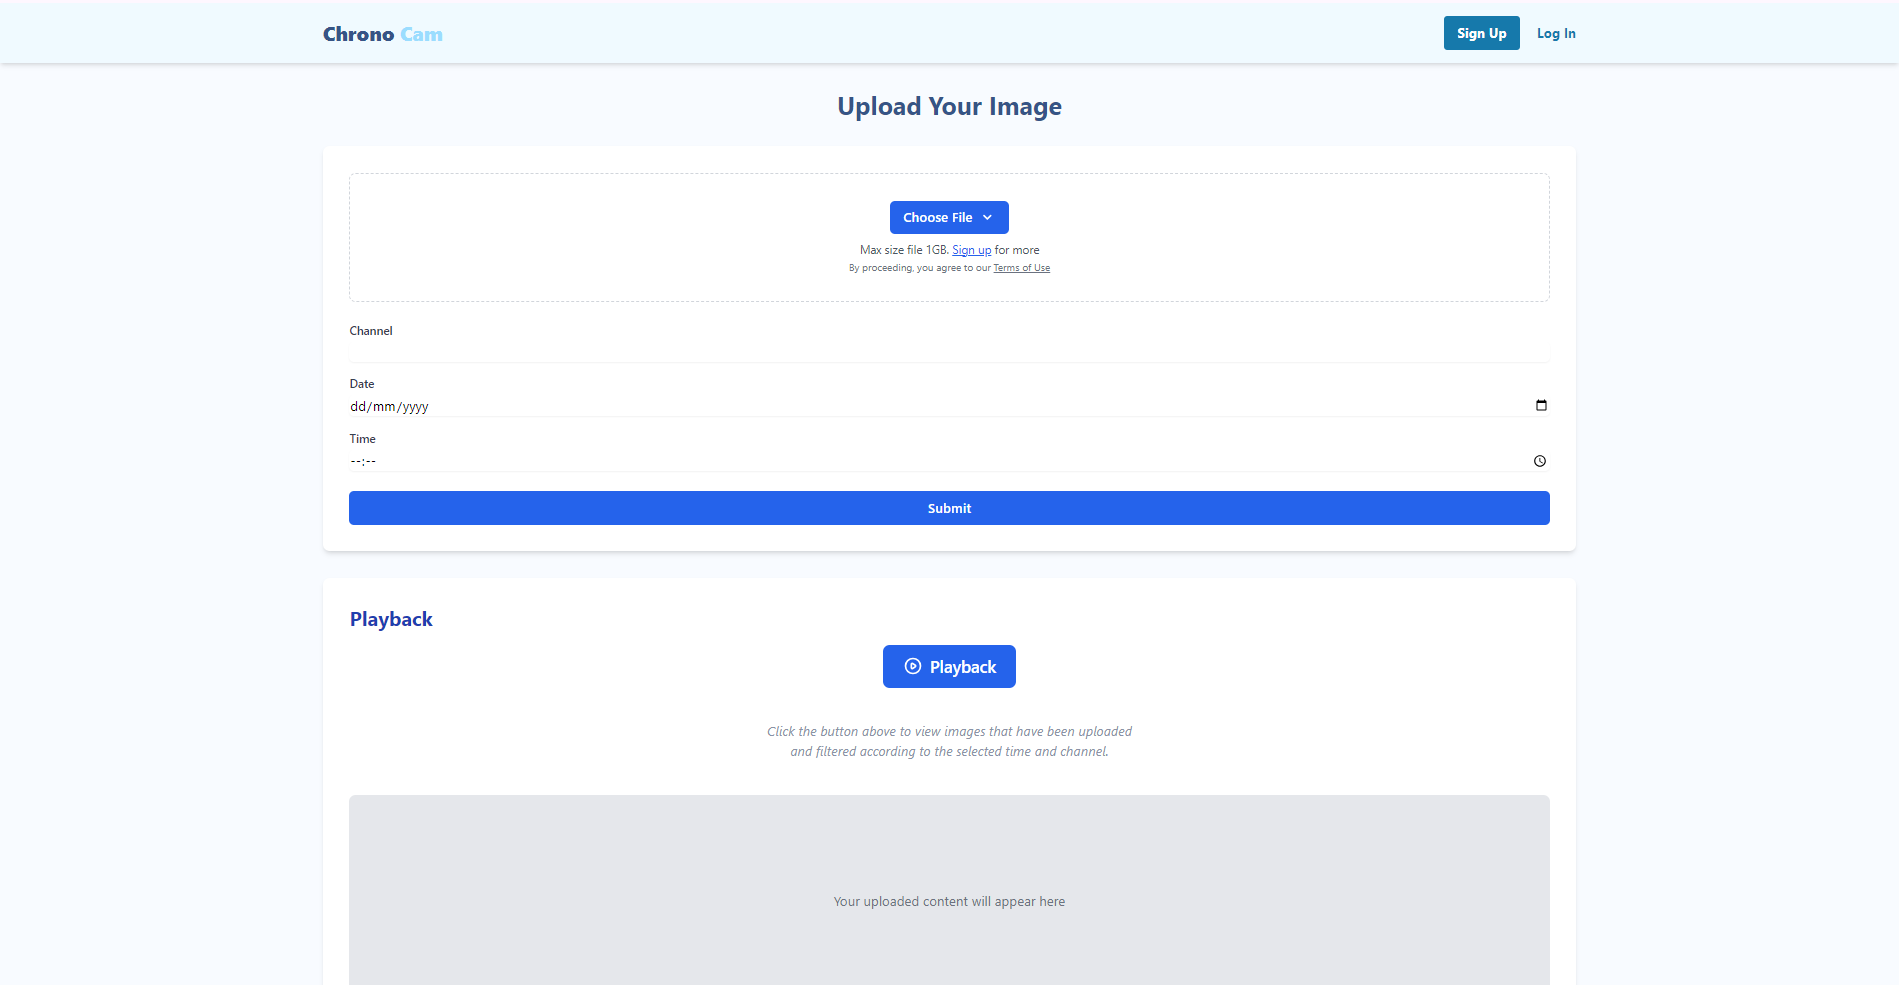 Chrono Cam
Sign Up
Log In
Upload Your Image
Choose File
Max size file 1GB. Sign up for more
By proceeding, you agree to our Terms of Use
Channel
Date
dd/mm/yyyy
Time
--:--
Submit
Playback
Playback
Click the button above to view images that have been uploaded
and filtered according to the selected time and channel.
Your uploaded content will appear here